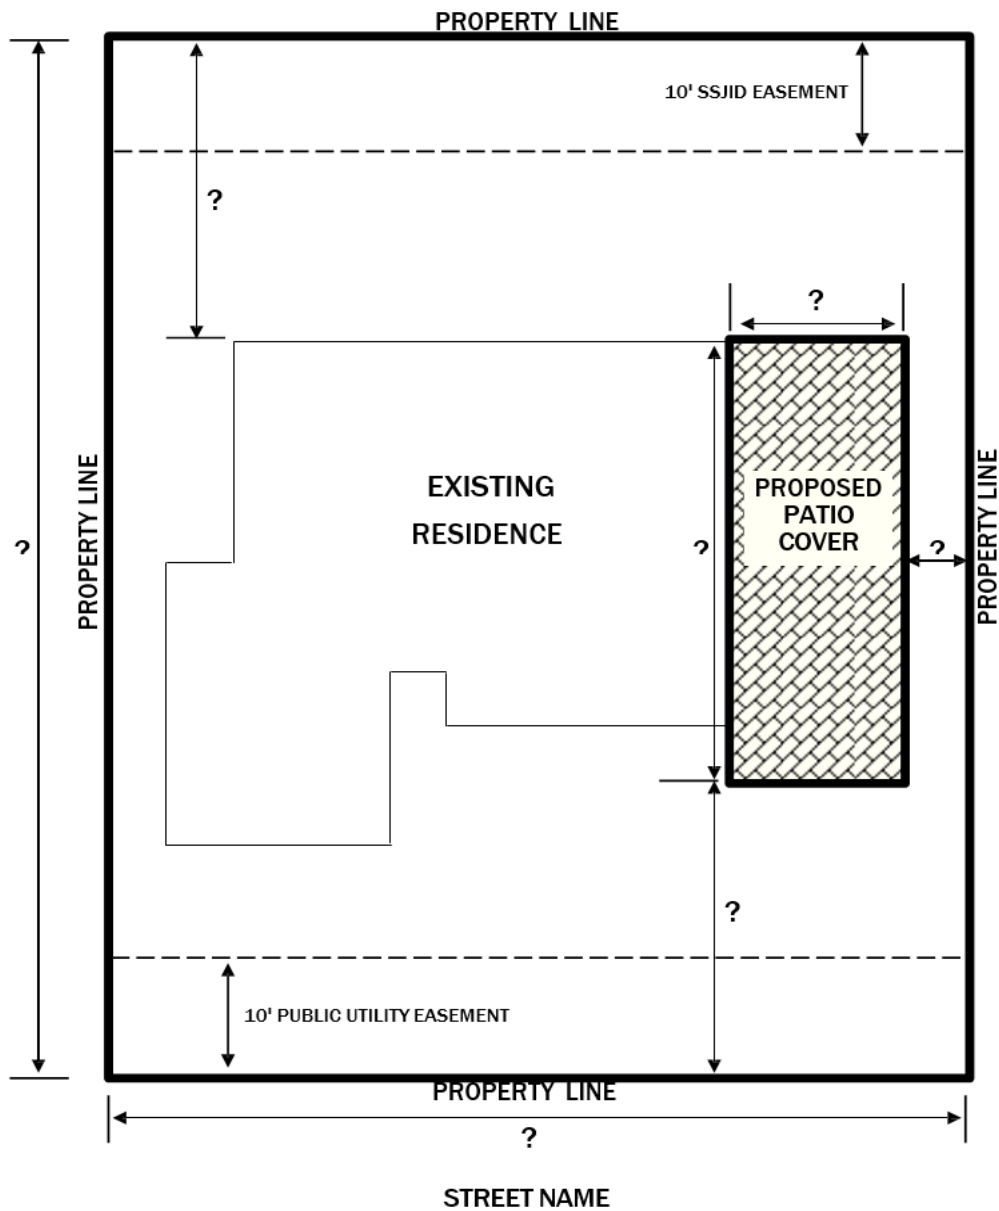 PROPERTY LINE
10' SSJID EASEMENT
?
?
EXISTING
RESIDENCE
PROPOSED
PATIO
COVER
?
PROPERTY LINE
?
?
PROPERTY LINE
?
10' PUBLIC UTILITY EASEMENT
PROPERTY LINE
?
STREET NAME